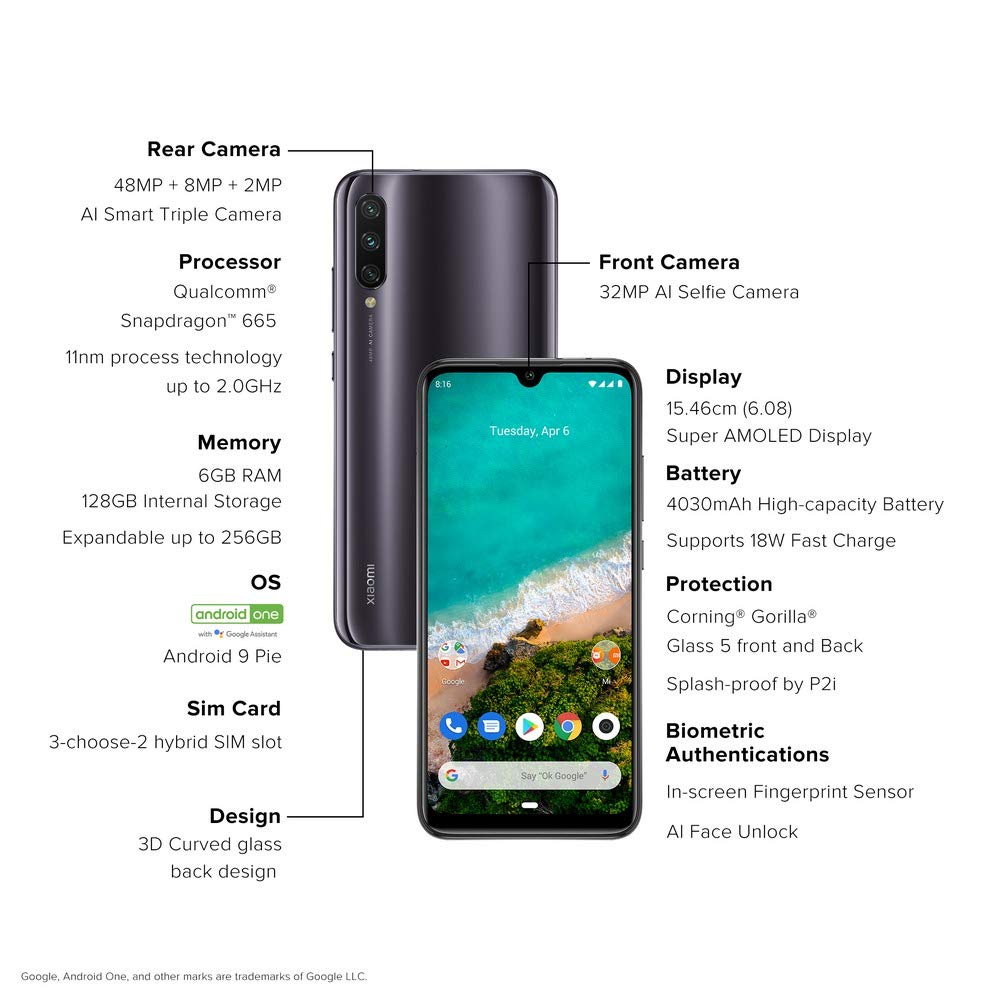 Rear Camera
48MP + 8MP + 2MP
AI Smart Triple Camera
Processor
Qualcomm®
Snapdragon™ 665
11nm process technology
up to 2.0GHz
Memory
6GB RAM
128GB Internal Storage
Expandable up to 256GB
OS
android one
with Google Assistant
Android 9 Pie
Sim Card
3-choose-2 hybrid SIM slot
Design
3D Curved glass
back design
48MP AI CAMERA
xiaomi
8:16
Tuesday, Apr 6
Google
Mi
Say "Ok Google"
Front Camera
32MP AI Selfie Camera
Display
15.46cm (6.08)
Super AMOLED Display
Battery
4030mAh High-capacity Battery
Supports 18W Fast Charge
Protection
Corning® Gorilla®
Glass 5 front and Back
Splash-proof by P2i
Biometric
Authentications
In-screen Fingerprint Sensor
AI Face Unlock
Google, Android One, and other marks are trademarks of Google LLC.